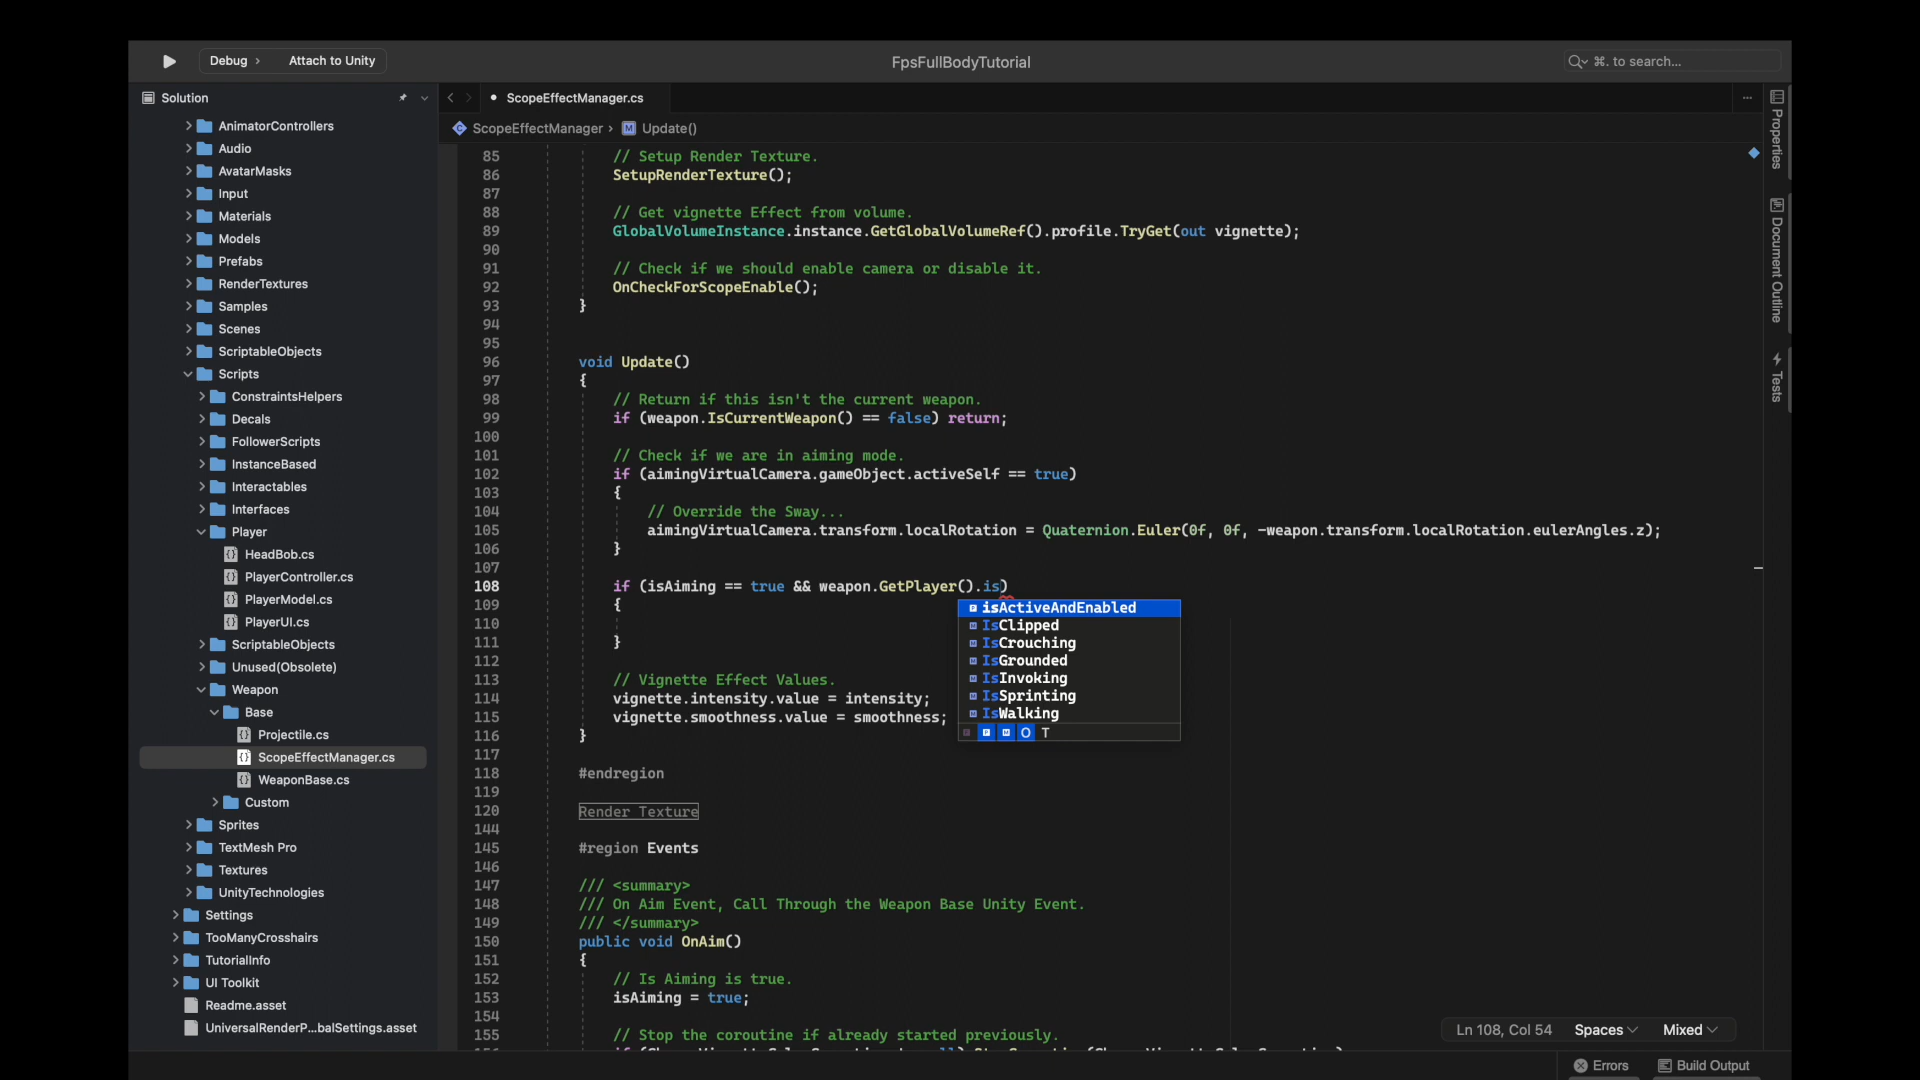 Debug › Attach to Unity
FpsFullBodyTutorial
⌘. to search...
Solution
AnimatorControllers
Audio
AvatarMasks
Input
Materials
Models
Prefabs
RenderTextures
Samples
Scenes
ScriptableObjects
Scripts
ConstraintsHelpers
Decals
FollowerScripts
InstanceBased
Interactables
Interfaces
Player
HeadBob.cs
PlayerController.cs
PlayerModel.cs
PlayerUI.cs
ScriptableObjects
Unused(Obsolete)
Weapon
Base
Projectile.cs
ScopeEffectManager.cs
WeaponBase.cs
Custom
Sprites
TextMesh Pro
Textures
UnityTechnologies
Settings
TooManyCrosshairs
TutorialInfo
UI Toolkit
Readme.asset
UniversalRenderP...balSettings.asset
ScopeEffectManager.cs
ScopeEffectManager › M Update()
85 // Setup Render Texture.
86 SetupRenderTexture();
87
88 // Get vignette Effect from volume.
89 GlobalVolumeInstance.instance.GetGlobalVolumeRef().profile.TryGet(out vignette);
90
91 // Check if we should enable camera or disable it.
92 OnCheckForScopeEnable();
93 }
94
95
96 void Update()
97 {
98 // Return if this isn't the current weapon.
99 if (weapon.IsCurrentWeapon() == false) return;
100
101 // Check if we are in aiming mode.
102 if (aimingVirtualCamera.gameObject.activeSelf == true)
103 {
104 // Override the Sway...
105 aimingVirtualCamera.transform.localRotation = Quaternion.Euler(0f, 0f, -weapon.transform.localRotation.eulerAngles.z);
106 }
107
108 if (isAiming == true && weapon.GetPlayer().is)
109 {
110
111 }
112
113 // Vignette Effect Values.
114 vignette.intensity.value = intensity;
115 vignette.smoothness.value = smoothness;
116 }
117
118 #endregion
119
120 Render Texture
144
145 #region Events
146
147 /// <summary>
148 /// On Aim Event, Call Through the Weapon Base Unity Event.
149 /// </summary>
150 public void OnAim()
151 {
152 // Is Aiming is true.
153 isAiming = true;
154
155 // Stop the coroutine if already started previously.
isActiveAndEnabled
IsClipped
IsCrouching
IsGrounded
IsInvoking
IsSprinting
IsWalking
T
Properties
Document Outline
Tests
Ln 108, Col 54 Spaces Mixed
Errors Build Output